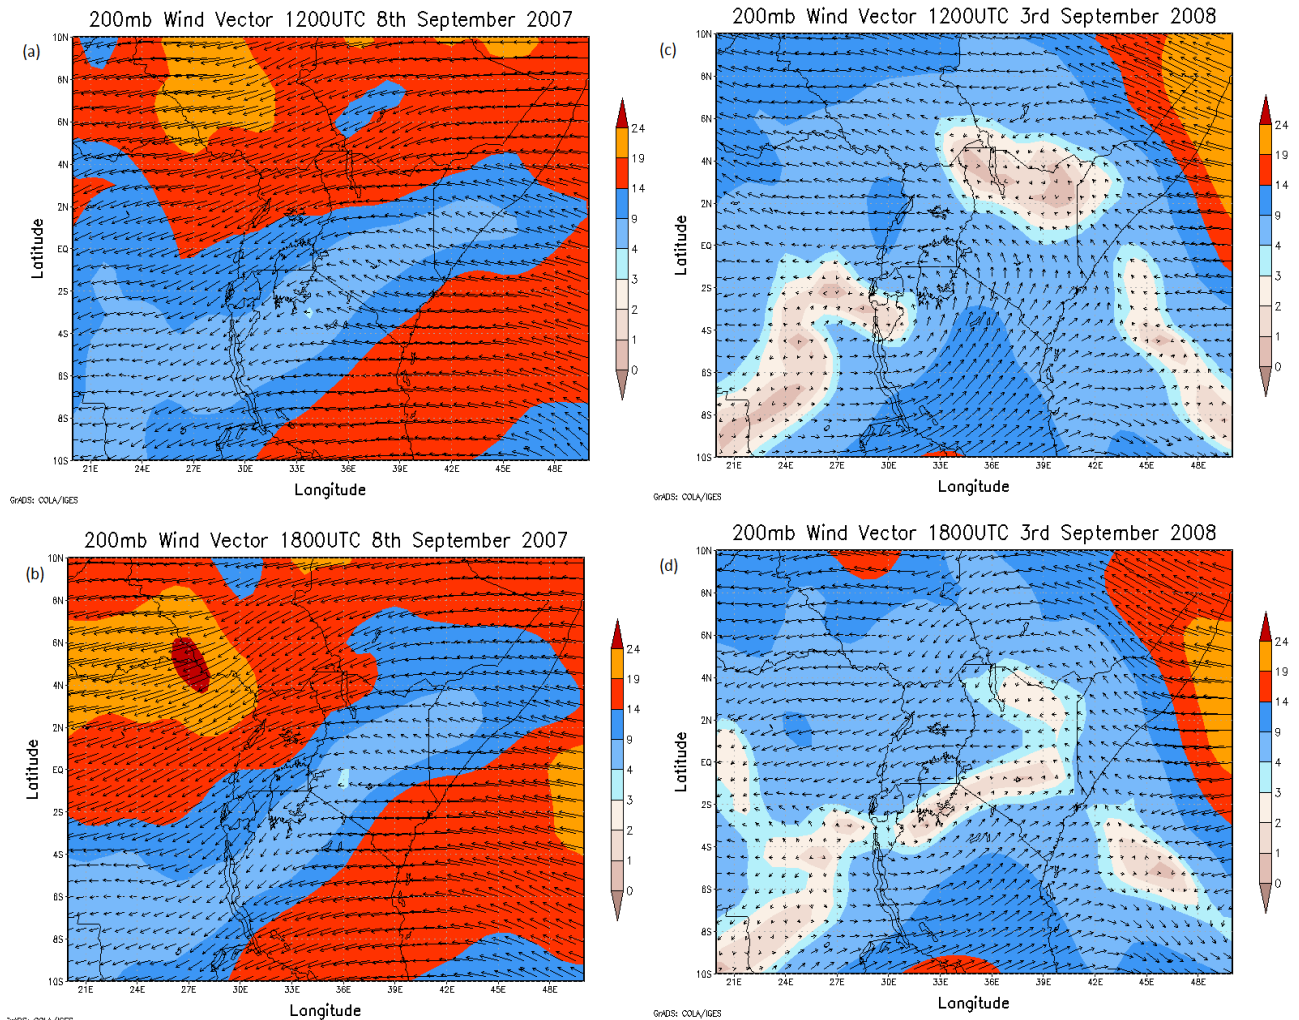 200mb Wind Vector 1200UTC 8th September 2007
(a)
10N
8N
6N
4N
2N
EQ
2S
4S
6S
8S
10S
Latitude
21E 24E 27E 30E 33E 36E 39E 42E 45E 48E
Longitude
24
19
14
9
4
3
2
1
0
GrADS: COLA/IGES
200mb Wind Vector 1200UTC 3rd September 2008
(c)
10N
8N
6N
4N
2N
EQ
2S
4S
6S
8S
10S
Latitude
21E 24E 27E 30E 33E 36E 39E 42E 45E 48E
Longitude
24
19
14
9
4
3
2
1
0
GrADS: COLA/IGES
200mb Wind Vector 1800UTC 8th September 2007
(b)
10N
8N
6N
4N
2N
EQ
2S
4S
6S
8S
10S
Latitude
21E 24E 27E 30E 33E 36E 39E 42E 45E 48E
Longitude
24
19
14
9
4
3
2
1
0
GrADS: COLA/IGES
200mb Wind Vector 1800UTC 3rd September 2008
(d)
10N
8N
6N
4N
2N
EQ
2S
4S
6S
8S
10S
Latitude
21E 24E 27E 30E 33E 36E 39E 42E 45E 48E
Longitude
24
19
14
9
4
3
2
1
0
GrADS: COLA/IGES